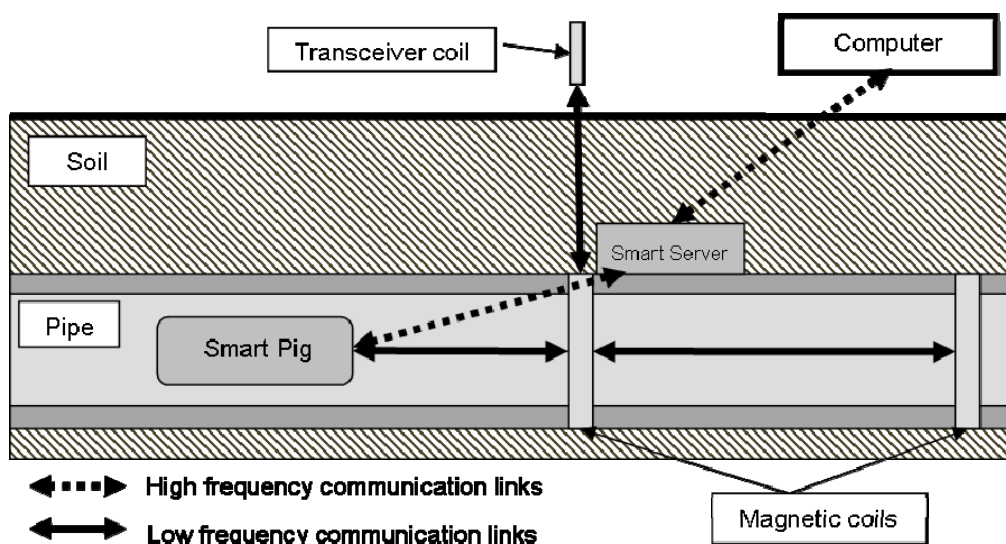 Transceiver coil
Computer
Soil
Smart Server
Pipe
Smart Pig
High frequency communication links
Low frequency communication links
Magnetic coils